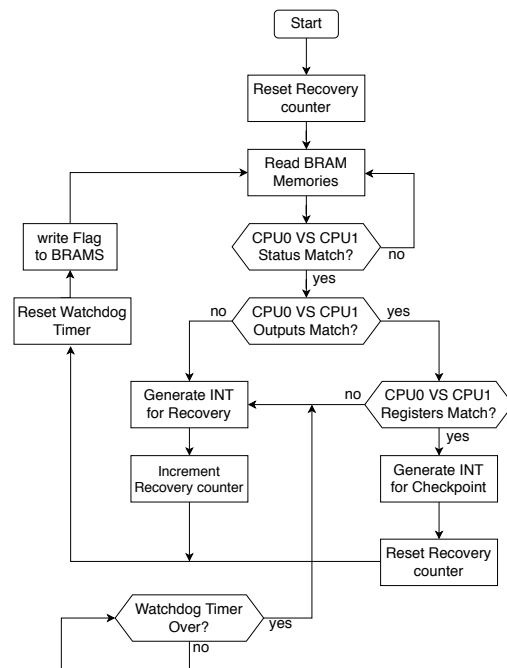 Start
Reset Recovery
counter
Read BRAM
Memories
write Flag
to BRAMS
CPU0 VS CPU1
Status Match?
no
yes
Reset Watchdog
Timer
no
CPU0 VS CPU1
Outputs Match?
yes
Generate INT
for Recovery
no
CPU0 VS CPU1
Registers Match?
yes
Increment
Recovery counter
Generate INT
for Checkpoint
Reset Recovery
counter
Watchdog Timer
Over?
yes
no